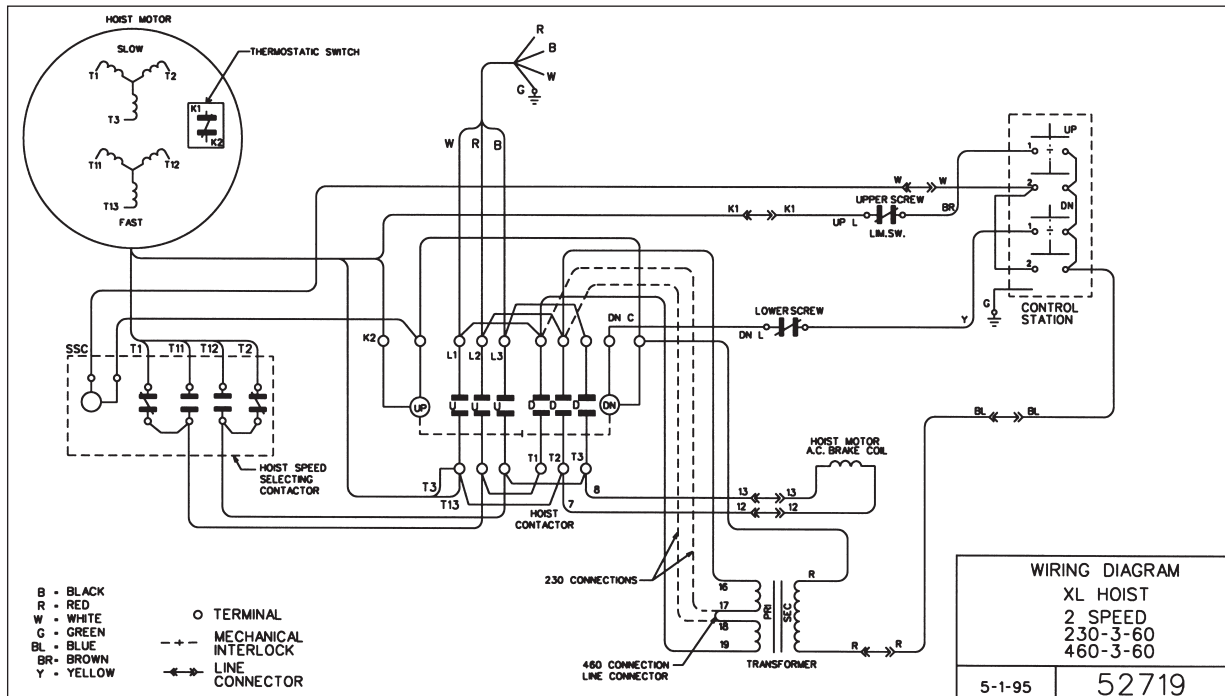 HOIST MOTOR
SLOW
T1
T2
T3
THERMOSTATIC SWITCH
K1
K2
T11
T12
T13
FAST
R
B
W
G
W
R
B
UP
1
2
DN
1
2
G
CONTROL
STATION
W
W
K1
K1
UPPER SCREW
UP L
LIM.SW.
BR
Y
LOWER SCREW
DN C
DN L
SSC
T1
T11
T12
T2
K2
L1
L2
L3
UP
U
U
U
D
D
D
DN
HOIST SPEED
SELECTING
CONTACTOR
T3
T13
T1
T2
T3
8
7
HOIST
CONTACTOR
HOIST MOTOR
A.C. BRAKE COIL
13
13
12
12
BL
BL
230 CONNECTIONS
16
17
18
19
PRI
SEC
R
R
R
TRANSFORMER
460 CONNECTION
LINE CONNECTOR
B - BLACK
R - RED
W - WHITE
G - GREEN
BL - BLUE
BR- BROWN
Y - YELLOW
TERMINAL
MECHANICAL
INTERLOCK
LINE
CONNECTOR
WIRING DIAGRAM
XL HOIST
2 SPEED
230-3-60
460-3-60
5-1-95
52719